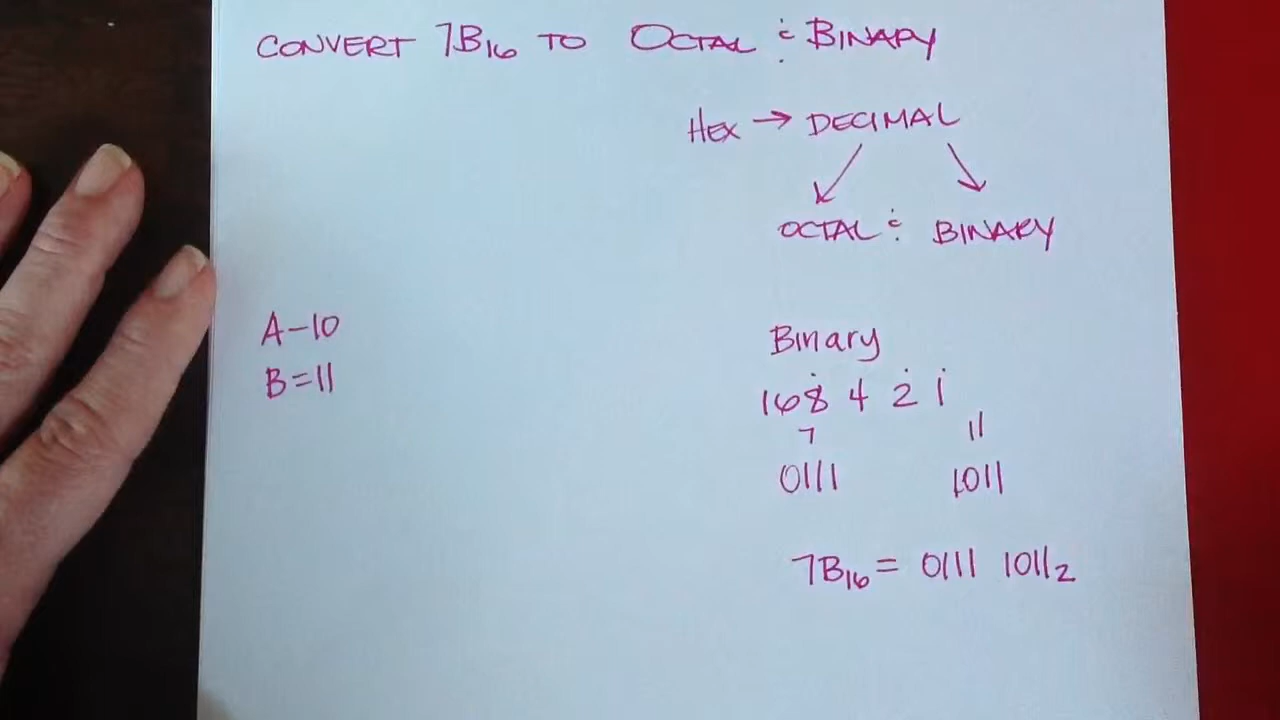 CONVERT 7B₁₆ TO OCTAL & BINARY
HEX → DECIMAL
OCTAL & BINARY
A-10
B=11
Binary
16 8 4 2 1
7 11
0111 1011
7B₁₆ = 0111 1011₂